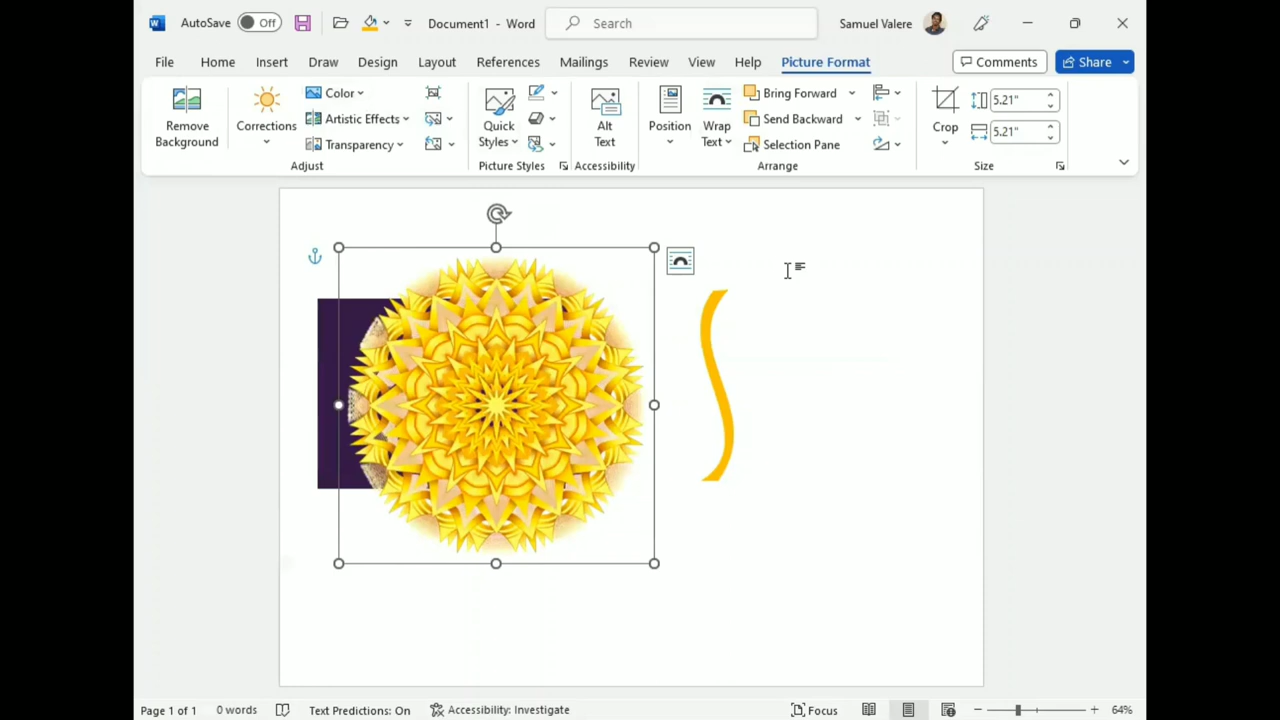 AutoSave Off Document1 - Word Search Samuel Valere
File Home Insert Draw Design Layout References Mailings Review View Help Picture Format Comments Share
Remove Background
Corrections
Color
Artistic Effects
Transparency
Adjust
Quick Styles
Picture Styles
Alt Text
Accessibility
Position
Wrap Text
Bring Forward
Send Backward
Selection Pane
Arrange
Crop
5.21"
5.21"
Size
Page 1 of 1 0 words Text Predictions: On Accessibility: Investigate Focus 64%